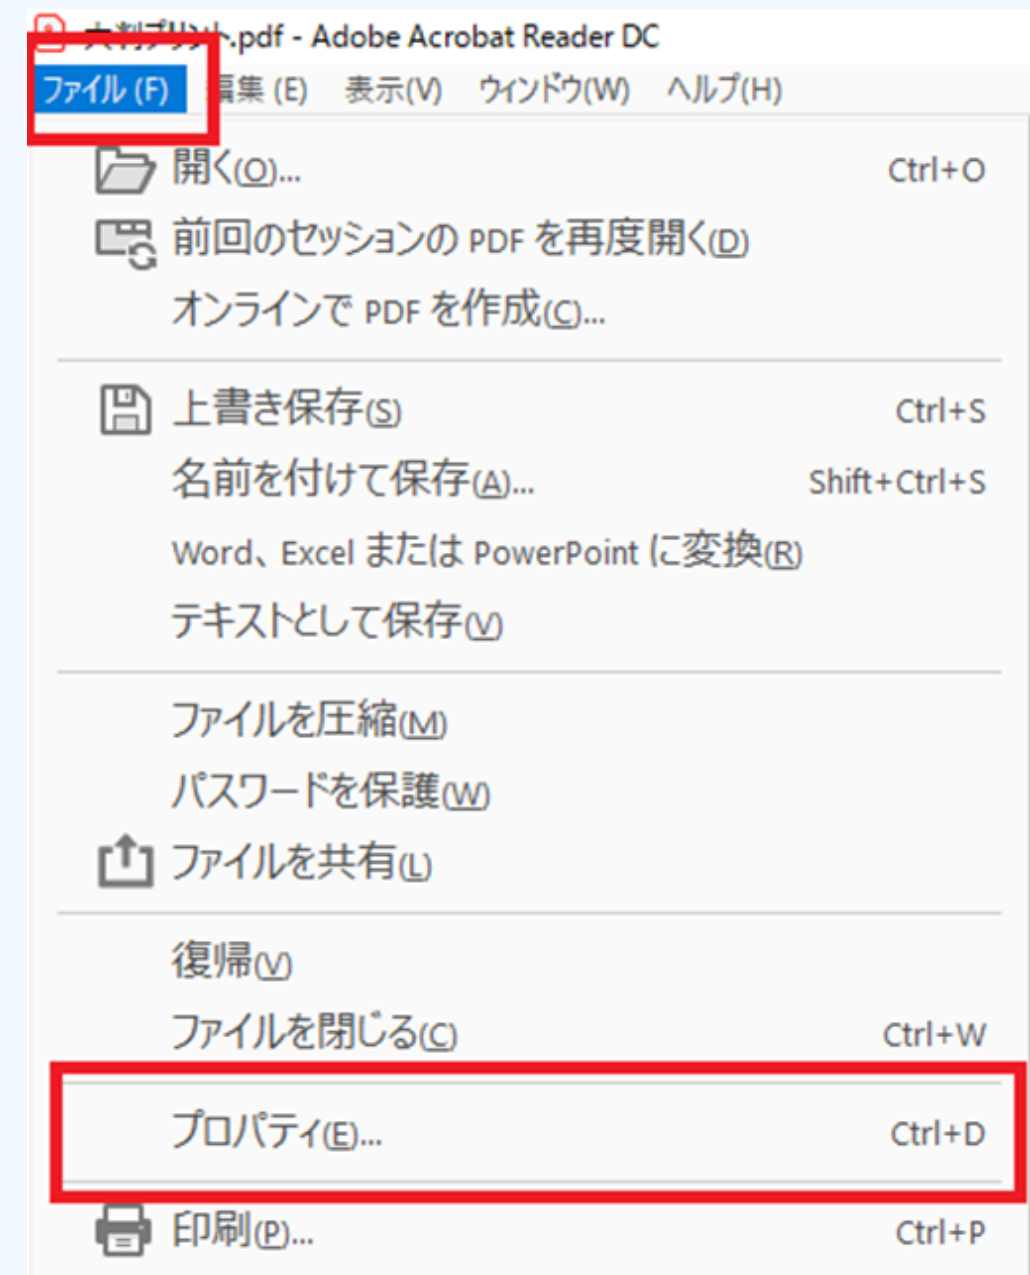 大判プリント.pdf - Adobe Acrobat Reader DC
ファイル (F) 編集 (E) 表示(V) ウィンドウ(W) ヘルプ(H)
開く(O)... Ctrl+O
前回のセッションの PDF を再度開く(D)
オンラインで PDF を作成(C)...
上書き保存(S) Ctrl+S
名前を付けて保存(A)... Shift+Ctrl+S
Word、Excel または PowerPoint に変換(R)
テキストとして保存(V)
ファイルを圧縮(M)
パスワードを保護(W)
ファイルを共有(L)
復帰(V)
ファイルを閉じる(C) Ctrl+W
プロパティ(E)... Ctrl+D
印刷(P)... Ctrl+P